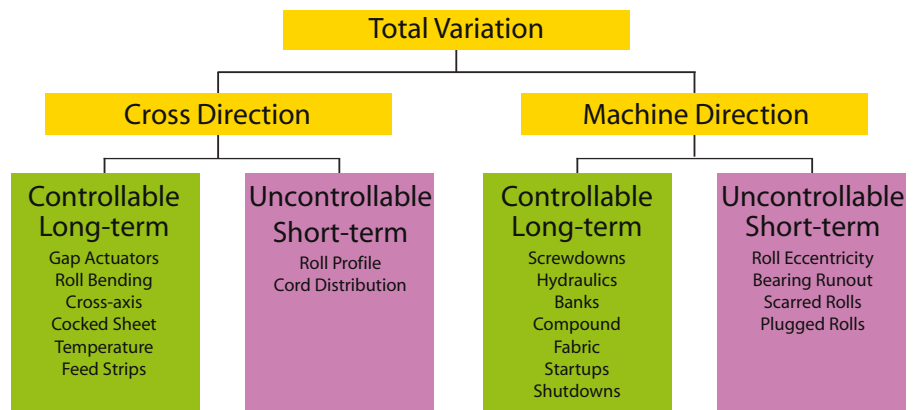 Total Variation
Cross Direction
Machine Direction
Controllable
Long-term
Gap Actuators
Roll Bending
Cross-axis
Cocked Sheet
Temperature
Feed Strips
Uncontrollable
Short-term
Roll Profile
Cord Distribution
Controllable
Long-term
Screwdowns
Hydraulics
Banks
Compound
Fabric
Startups
Shutdowns
Uncontrollable
Short-term
Roll Eccentricity
Bearing Runout
Scarred Rolls
Plugged Rolls